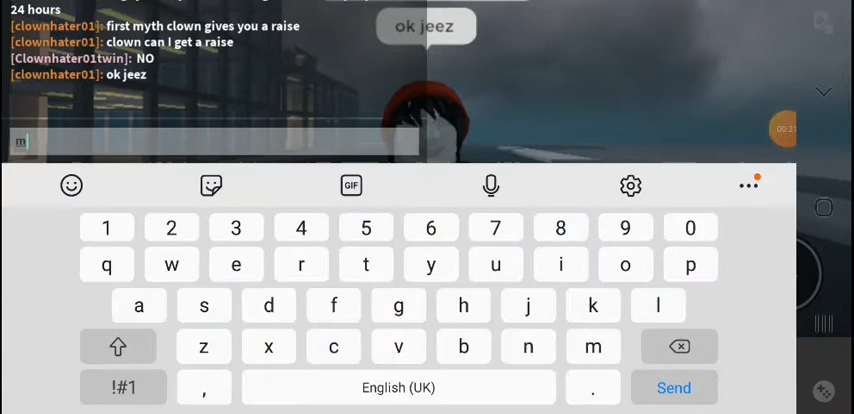 24 hours
[clownhater01]: first myth clown gives you a raise
[clownhater01]: clown can I get a raise
[Clownhater01twin]: NO
[clownhater01]: ok jeez
ok jeez
m
GIF
1 2 3 4 5 6 7 8 9 0
q w e r t y u i o p
a s d f g h j k l
z x c v b n m
!#1 , English (UK) . Send